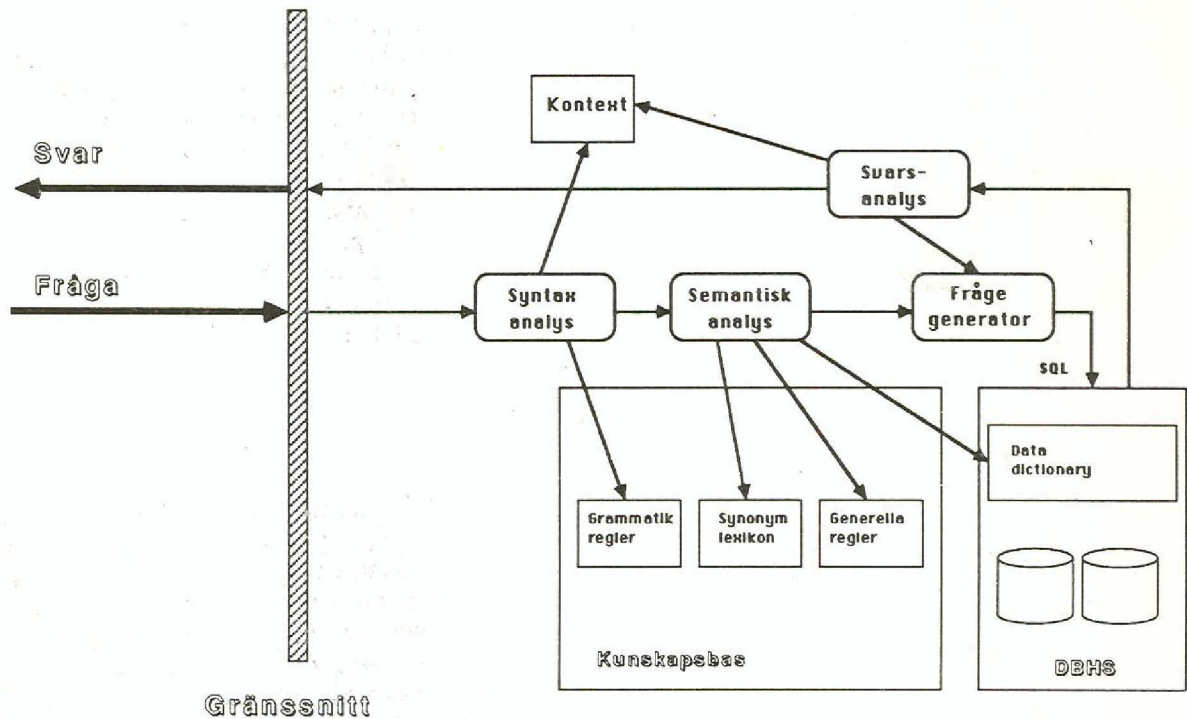 Kontext
Svar
Svars-
analys
Fråga
Syntax
analys
Semantisk
analys
Fråge
generator
SQL
Data
dictionary
Grammatik
regler
Synonym
lexikon
Generella
regler
Kunskapsbas
DBHS
Gränssnitt